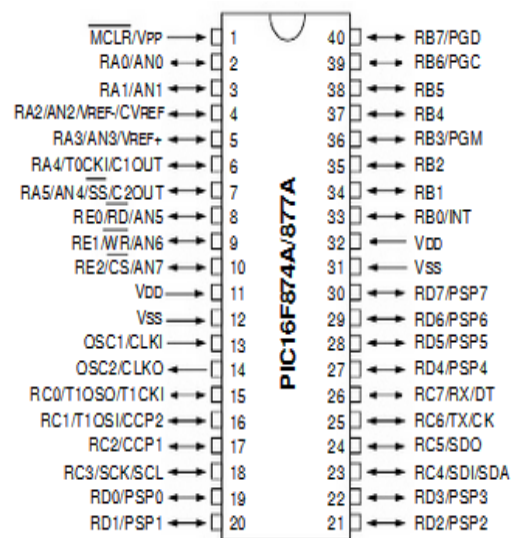 MCLR/VPP 1 40 RB7/PGD
RA0/AN0 2 39 RB6/PGC
RA1/AN1 3 38 RB5
RA2/AN2/VREF-/CVREF 4 37 RB4
RA3/AN3/VREF+ 5 36 RB3/PGM
RA4/T0CKI/C1OUT 6 35 RB2
RA5/AN4/SS/C2OUT 7 34 RB1
RE0/RD/AN5 8 33 RB0/INT
RE1/WR/AN6 9 32 VDD
RE2/CS/AN7 10 31 VSS
VDD 11 30 RD7/PSP7
VSS 12 29 RD6/PSP6
OSC1/CLKI 13 28 RD5/PSP5
OSC2/CLKO 14 27 RD4/PSP4
RC0/T1OSO/T1CKI 15 26 RC7/RX/DT
RC1/T1OSI/CCP2 16 25 RC6/TX/CK
RC2/CCP1 17 24 RC5/SDO
RC3/SCK/SCL 18 23 RC4/SDI/SDA
RD0/PSP0 19 22 RD3/PSP3
RD1/PSP1 20 21 RD2/PSP2
PIC16F874A/877A